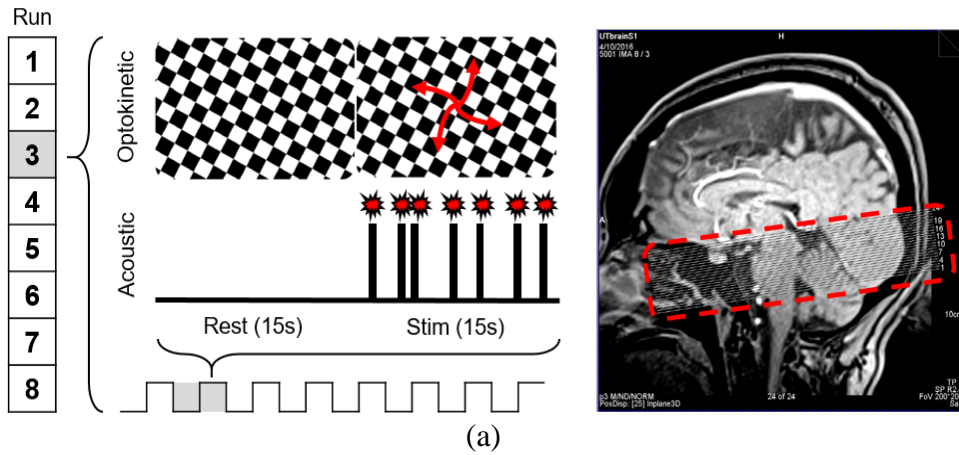 Run
1
2
3
4
5
6
7
8
Optokinetic
Acoustic
Rest (15s)
Stim (15s)
UTbrainS1
4/10/2016
5001 IMA 8 / 3
H
A
19
16
13
10
7
4
1
10cm
TP
SP R2.
FoV 200*20
Sa
p3 M/ND/NORM
PosDisp: [25] Inplane3D
24 of 24
(a)